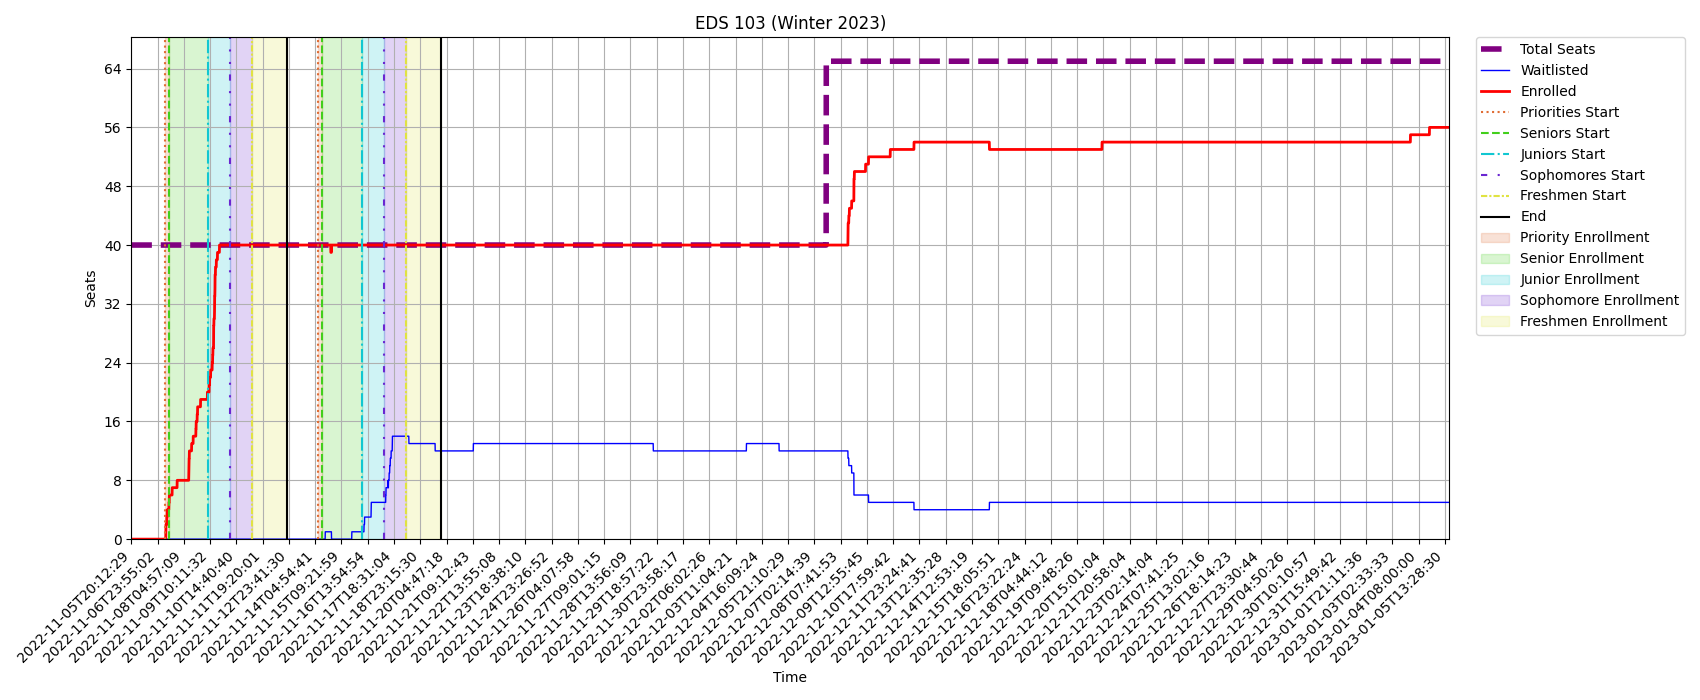 EDS 103 (Winter 2023)
Seats
64
56
48
40
32
24
16
8
0
2022-11-05T20:12:29
2022-11-06T23:55:02
2022-11-08T04:57:09
2022-11-09T10:11:32
2022-11-10T14:40:40
2022-11-11T19:20:01
2022-11-12T23:41:30
2022-11-14T04:54:41
2022-11-15T09:21:59
2022-11-16T13:54:54
2022-11-17T18:31:04
2022-11-18T23:15:30
2022-11-20T04:47:18
2022-11-21T09:12:43
2022-11-22T13:55:08
2022-11-23T18:38:10
2022-11-24T23:26:52
2022-11-26T04:07:58
2022-11-27T09:01:15
2022-11-28T13:56:09
2022-11-29T18:57:22
2022-11-30T23:58:17
2022-12-02T06:02:26
2022-12-03T11:04:21
2022-12-04T16:09:24
2022-12-05T21:10:29
2022-12-07T02:14:39
2022-12-08T07:41:53
2022-12-09T12:55:45
2022-12-10T17:59:42
2022-12-11T23:24:41
2022-12-13T12:35:28
2022-12-14T12:53:19
2022-12-15T18:05:51
2022-12-16T23:22:24
2022-12-18T04:44:12
2022-12-19T09:48:26
2022-12-20T15:01:04
2022-12-21T20:58:04
2022-12-23T02:14:04
2022-12-24T07:41:25
2022-12-25T13:02:16
2022-12-26T18:14:23
2022-12-27T23:30:44
2022-12-29T04:50:26
2022-12-30T10:10:57
2022-12-31T15:49:42
2023-01-01T21:11:36
2023-01-03T02:33:33
2023-01-04T08:00:00
2023-01-05T13:28:30
Time
Total Seats
Waitlisted
Enrolled
Priorities Start
Seniors Start
Juniors Start
Sophomores Start
Freshmen Start
End
Priority Enrollment
Senior Enrollment
Junior Enrollment
Sophomore Enrollment
Freshmen Enrollment